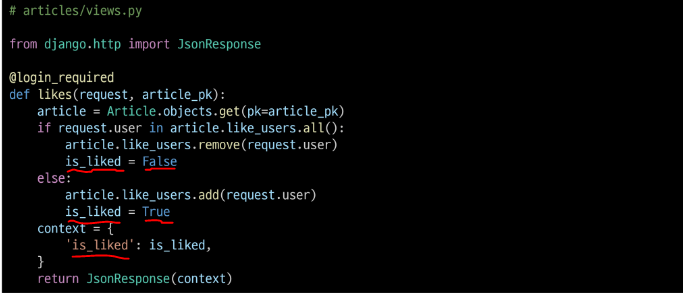 # articles/views.py
from django.http import JsonResponse
@login_required
def likes(request, article_pk):
    article = Article.objects.get(pk=article_pk)
    if request.user in article.like_users.all():
        article.like_users.remove(request.user)
        is_liked = False
    else:
        article.like_users.add(request.user)
        is_liked = True
    context = {
        'is_liked': is_liked,
    }
    return JsonResponse(context)